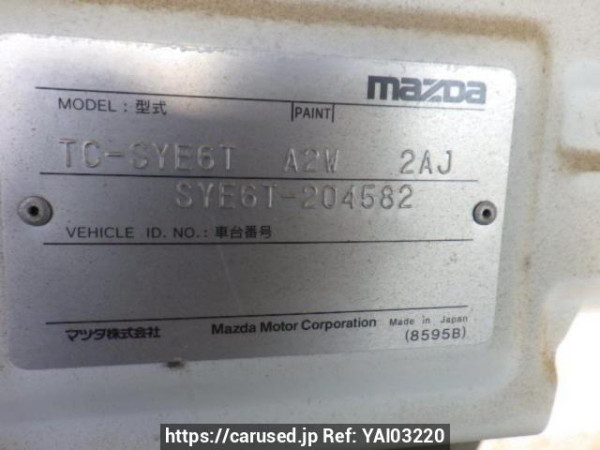 mazda
MODEL : 型式 PAINT
TC-SYE6T A2W 2AJ
SYE6T-204582
VEHICLE ID. NO. : 車台番号
マツダ株式会社 Mazda Motor Corporation Made in Japan
(8595B)
https://carused.jp Ref: YAI03220